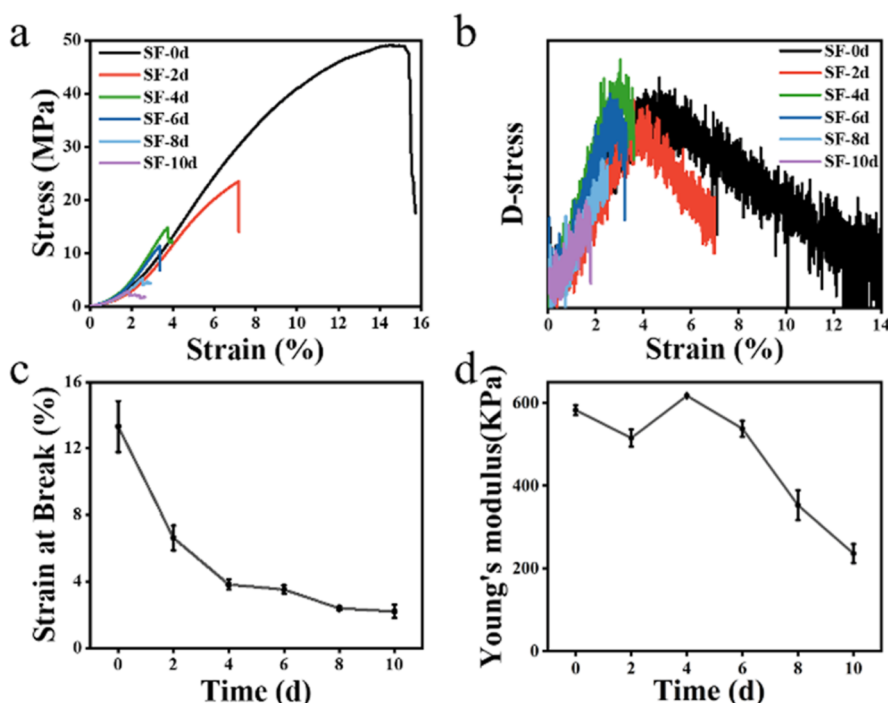 a
50
40
30
20
10
0
Stress (MPa)
SF-0d
SF-2d
SF-4d
SF-6d
SF-8d
SF-10d
0 2 4 6 8 10 12 14 16
Strain (%)
b
D-stress
SF-0d
SF-2d
SF-4d
SF-6d
SF-8d
SF-10d
0 2 4 6 8 10 12 14
Strain (%)
c
16
12
8
4
0
Strain at Break (%)
0 2 4 6 8 10
Time (d)
d
600
400
200
0
Young's modulus(KPa)
0 2 4 6 8 10
Time (d)